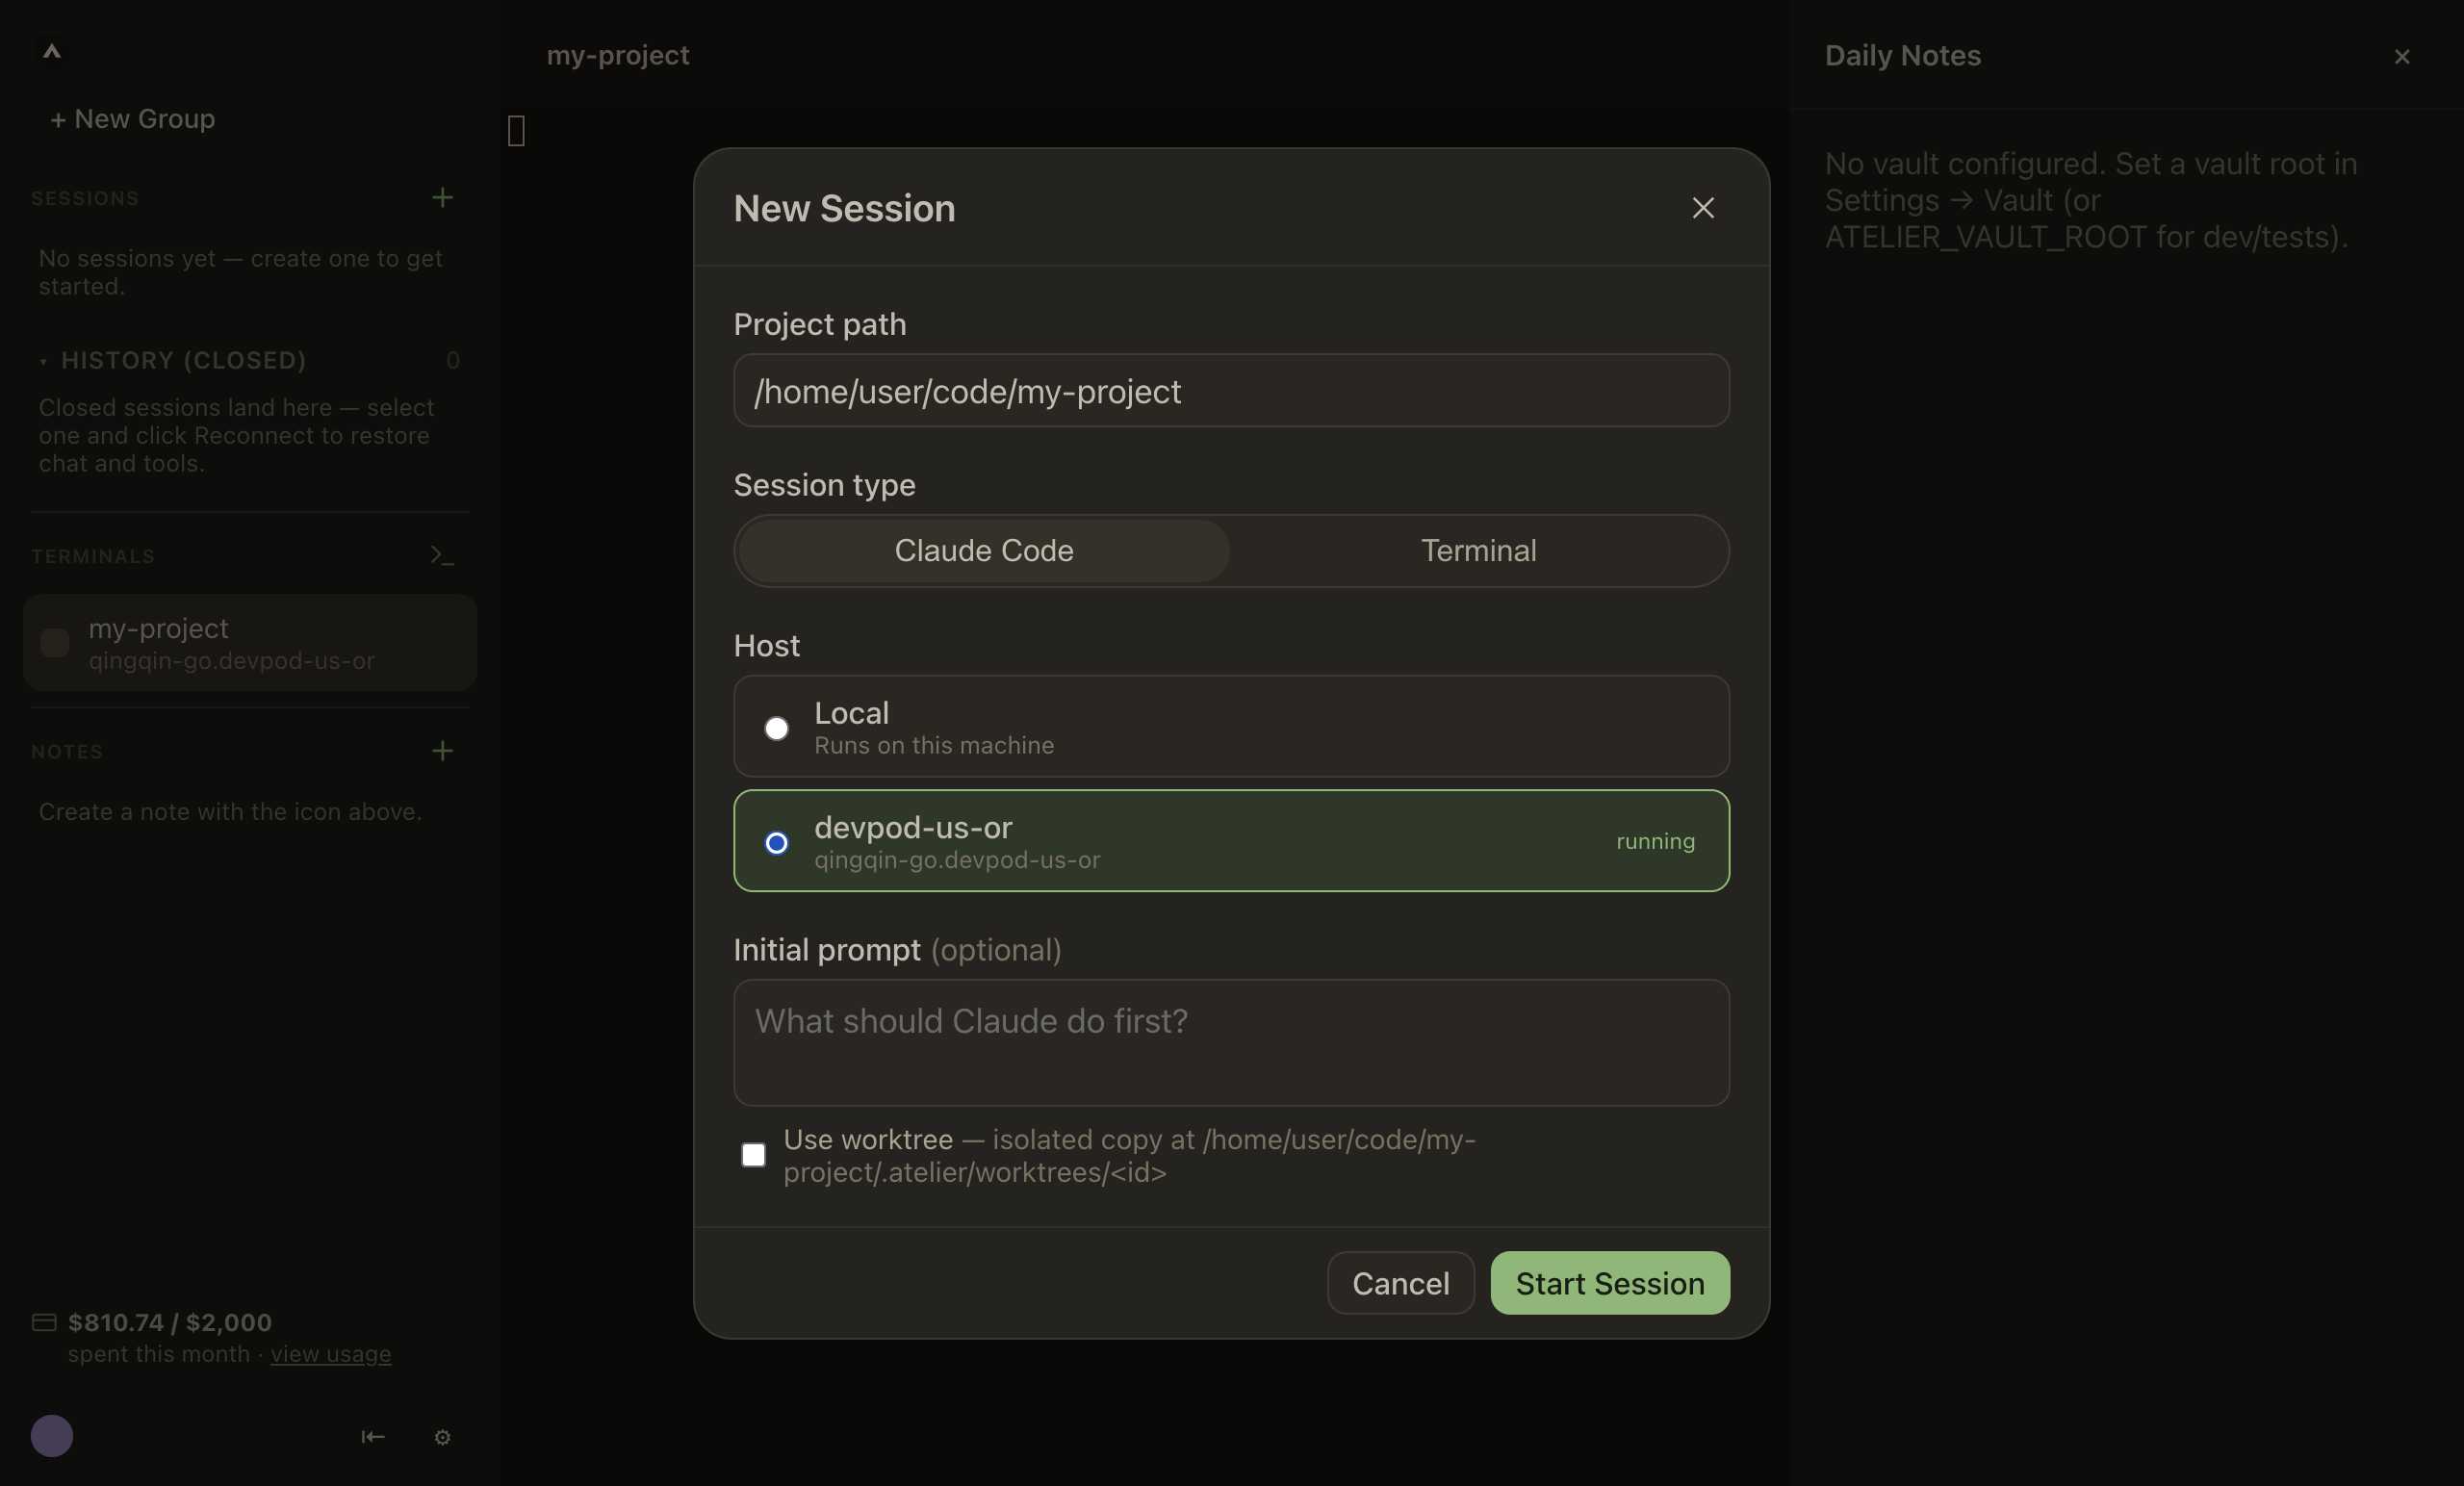 + New Group
SESSIONS
No sessions yet — create one to get
started.
HISTORY (CLOSED) 0
Closed sessions land here — select
one and click Reconnect to restore
chat and tools.
TERMINALS
my-project
qingqin-go.devpod-us-or
NOTES
Create a note with the icon above.
$810.74 / $2,000
spent this month · view usage
my-project
New Session
Project path
/home/user/code/my-project
Session type
Claude Code Terminal
Host
Local
Runs on this machine
devpod-us-or
qingqin-go.devpod-us-or
running
Initial prompt (optional)
What should Claude do first?
Use worktree — isolated copy at /home/user/code/my-
project/.atelier/worktrees/<id>
Cancel Start Session
Daily Notes
No vault configured. Set a vault root in
Settings → Vault (or
ATELIER_VAULT_ROOT for dev/tests).